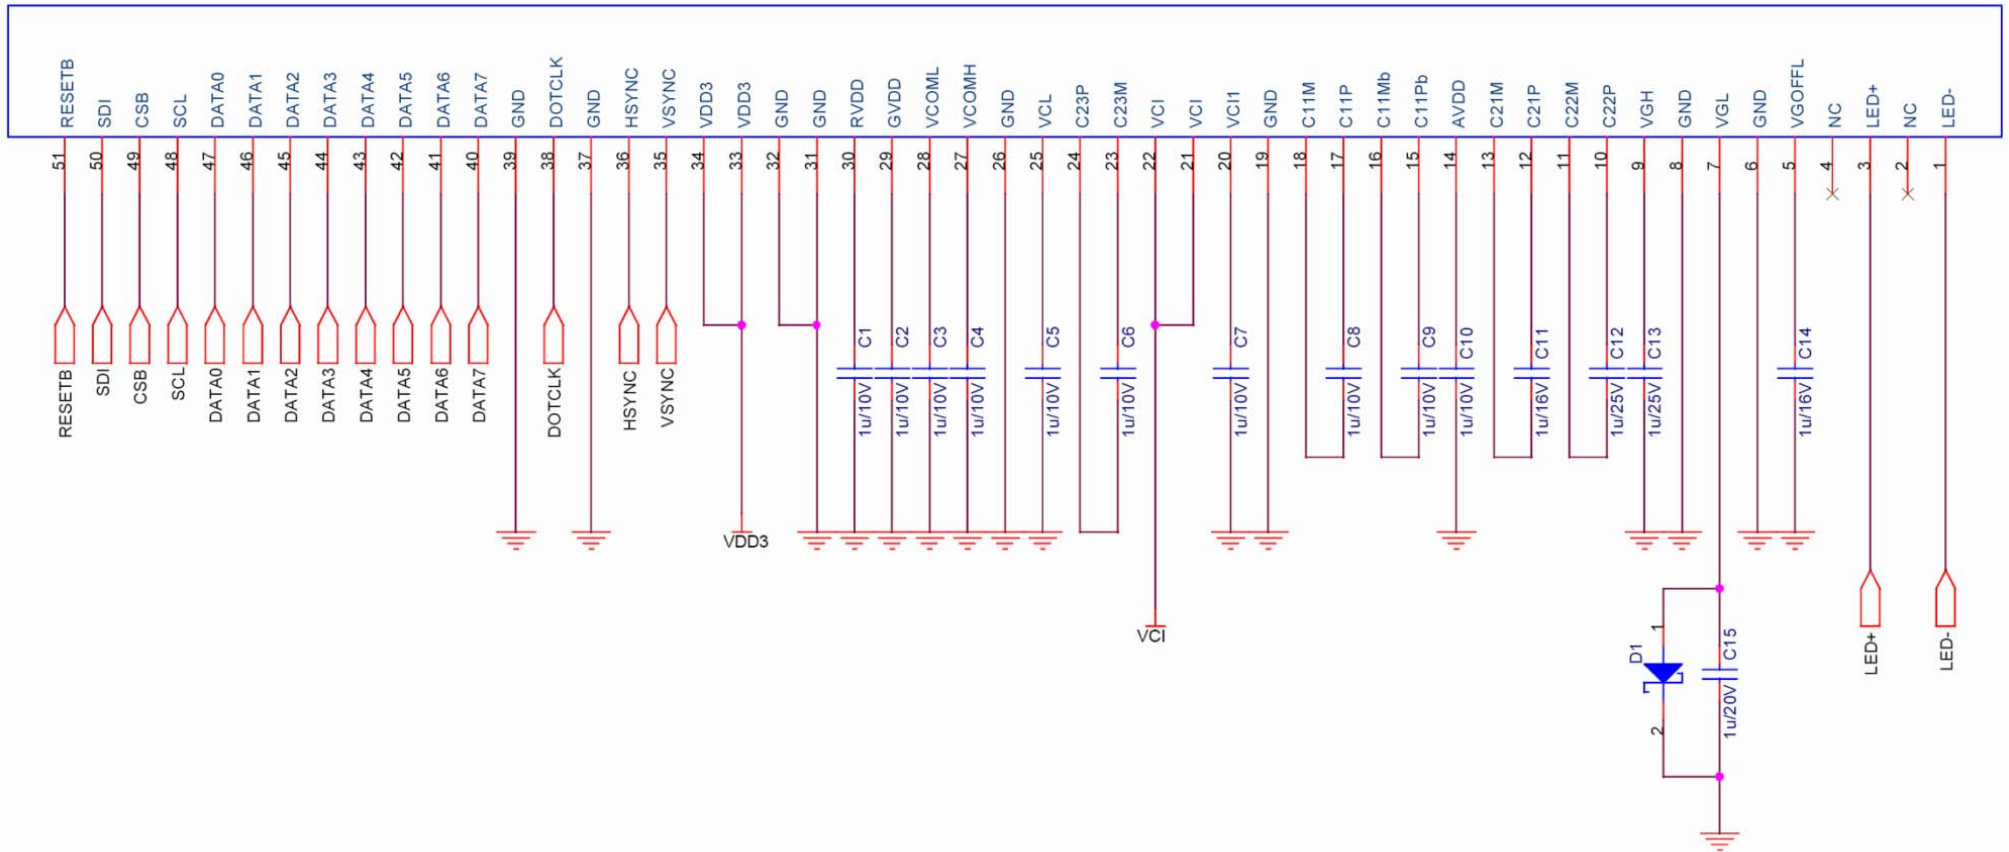 RESETB
SDI
CSB
SCL
DATA0
DATA1
DATA2
DATA3
DATA4
DATA5
DATA6
DATA7
GND
DOTCLK
GND
HSYNC
VSYNC
VDD3
VDD3
GND
GND
RVDD
GVDD
VCOML
VCOMH
GND
VCL
C23P
C23M
VCI
VCI
VCI1
GND
C11M
C11P
C11Mb
C11Pb
AVDD
C21M
C21P
C22M
C22P
VGH
GND
VGL
GND
VGOFFL
NC
LED+
NC
LED-
51
50
49
48
47
46
45
44
43
42
41
40
39
38
37
36
35
34
33
32
31
30
29
28
27
26
25
24
23
22
21
20
19
18
17
16
15
14
13
12
11
10
9
8
7
6
5
4
3
2
1
C1
C2
C3
C4
C5
C6
C7
C8
C9
C10
C11
C12
C13
C14
1u/10V
1u/10V
1u/10V
1u/10V
1u/10V
1u/10V
1u/10V
1u/10V
1u/10V
1u/10V
1u/16V
1u/25V
1u/25V
1u/16V
RESETB
SDI
CSB
SCL
DATA0
DATA1
DATA2
DATA3
DATA4
DATA5
DATA6
DATA7
DOTCLK
HSYNC
VSYNC
VDD3
VCI
1
D1
2
C15
1u/20V
LED+
LED-